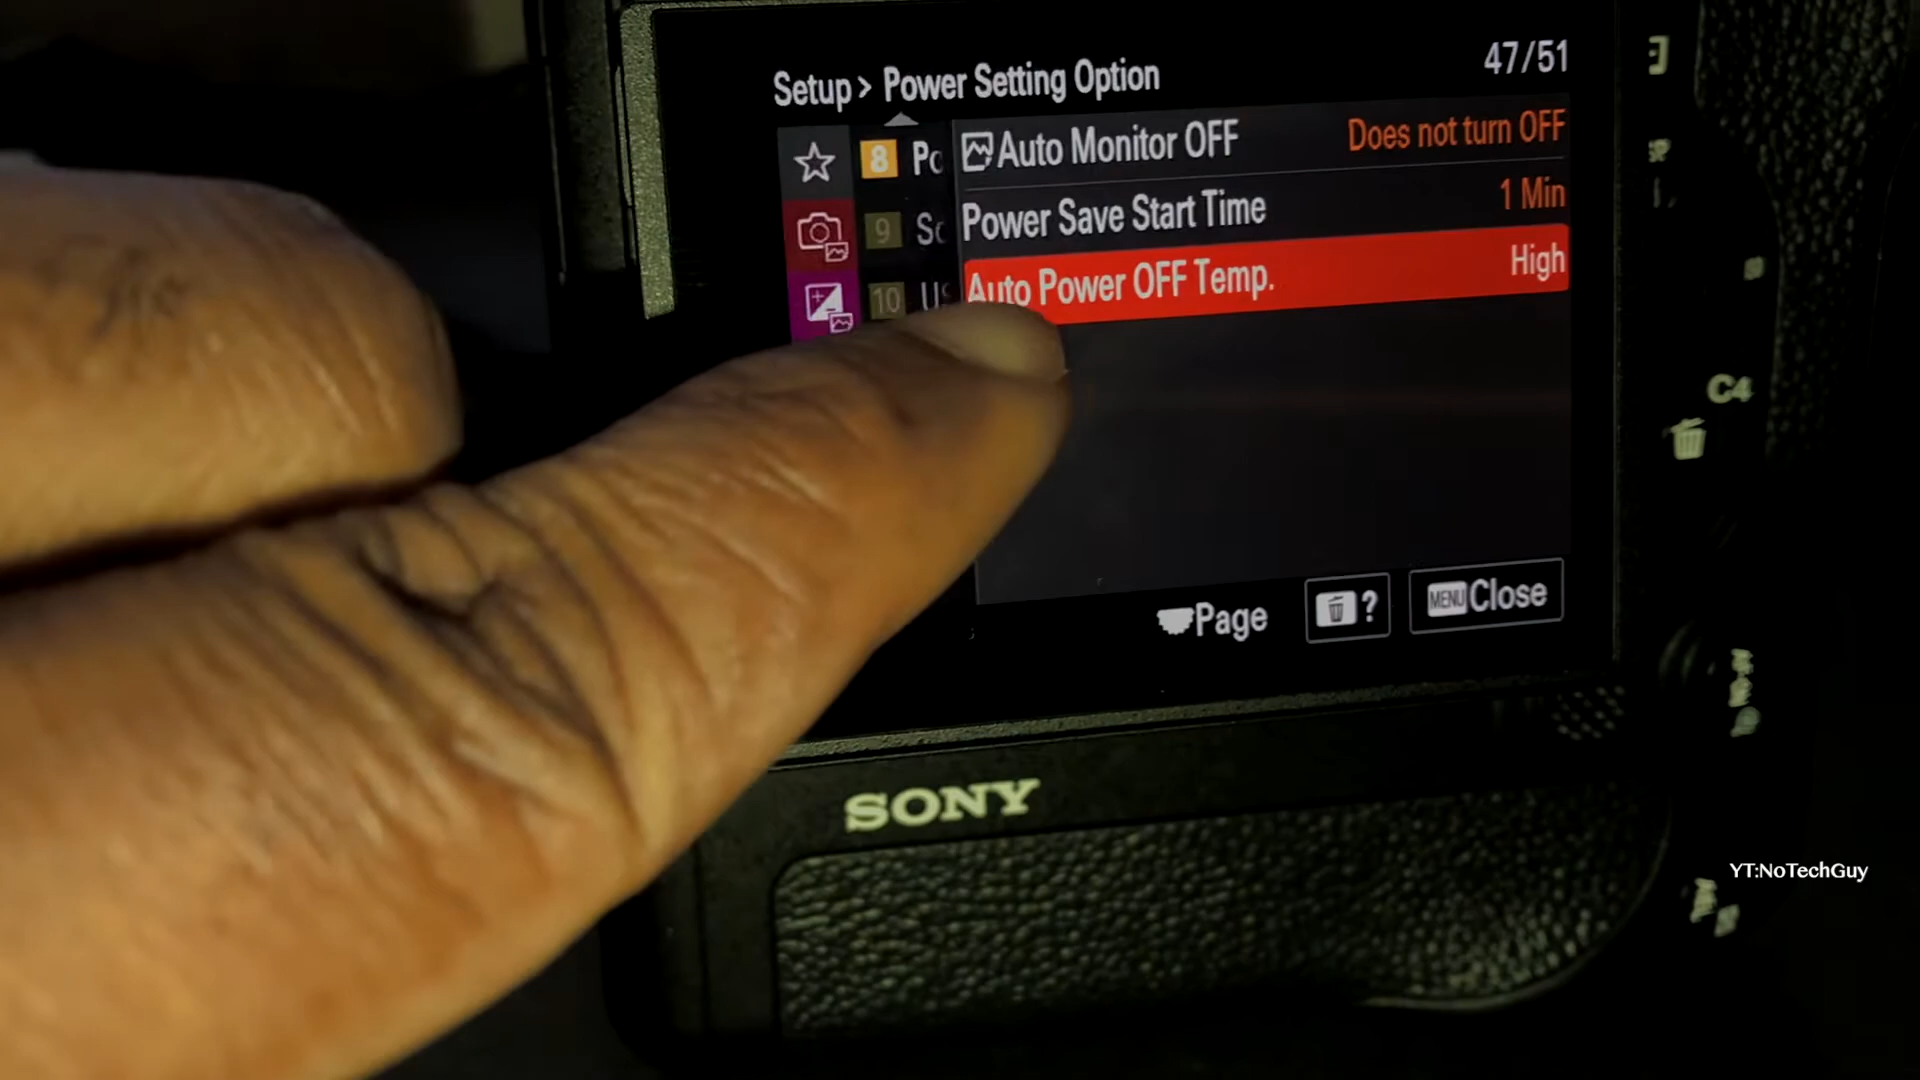 47/51
Setup > Power Setting Option
Auto Monitor OFF Does not turn OFF
8 Po
Power Save Start Time 1 Min
9
Auto Power OFF Temp. High
10
C4
Page ? MENU Close
SONY
YT:NoTechGuy